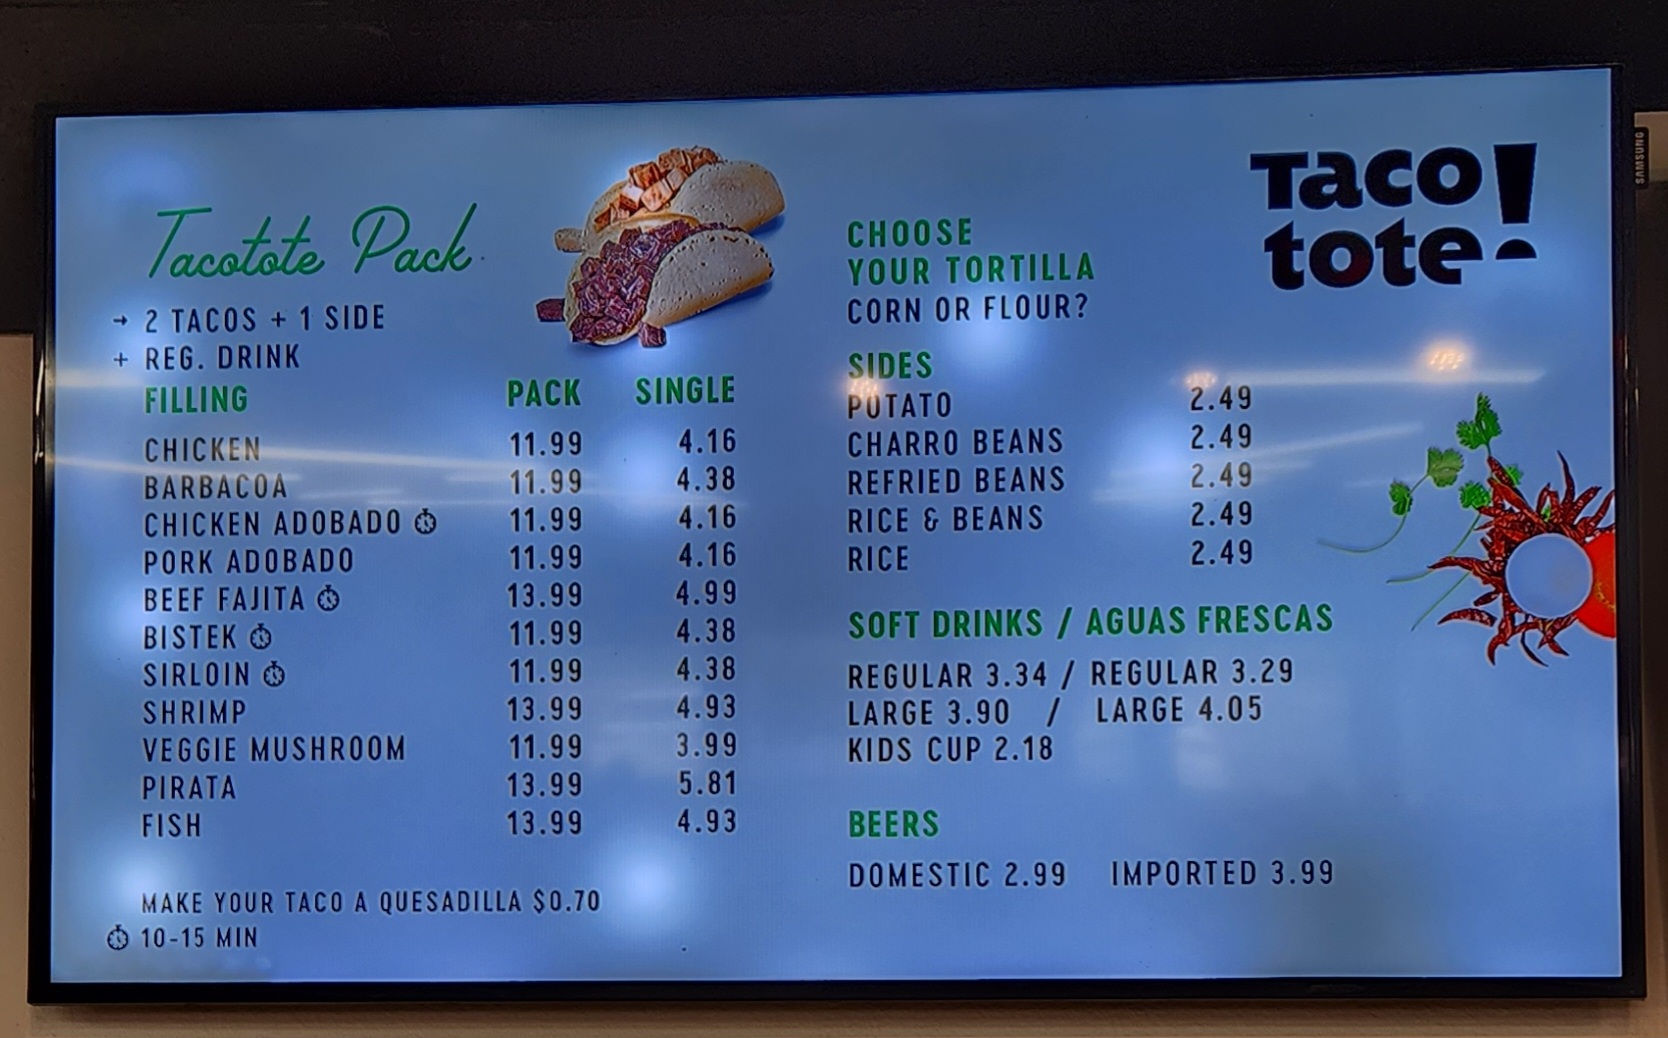 Tacotote Pack
→ 2 TACOS + 1 SIDE
+ REG. DRINK
FILLING PACK SINGLE
CHICKEN 11.99 4.16
BARBACOA 11.99 4.38
CHICKEN ADOBADO ⏱ 11.99 4.16
PORK ADOBADO 11.99 4.16
BEEF FAJITA ⏱ 13.99 4.99
BISTEK ⏱ 11.99 4.38
SIRLOIN ⏱ 11.99 4.38
SHRIMP 13.99 4.93
VEGGIE MUSHROOM 11.99 3.99
PIRATA 13.99 5.81
FISH 13.99 4.93
MAKE YOUR TACO A QUESADILLA $0.70
⏱ 10-15 MIN
CHOOSE
YOUR TORTILLA
CORN OR FLOUR?
SIDES
POTATO 2.49
CHARRO BEANS 2.49
REFRIED BEANS 2.49
RICE & BEANS 2.49
RICE 2.49
SOFT DRINKS / AGUAS FRESCAS
REGULAR 3.34 / REGULAR 3.29
LARGE 3.90 / LARGE 4.05
KIDS CUP 2.18
BEERS
DOMESTIC 2.99 IMPORTED 3.99
Taco
tote!
SAMSUNG